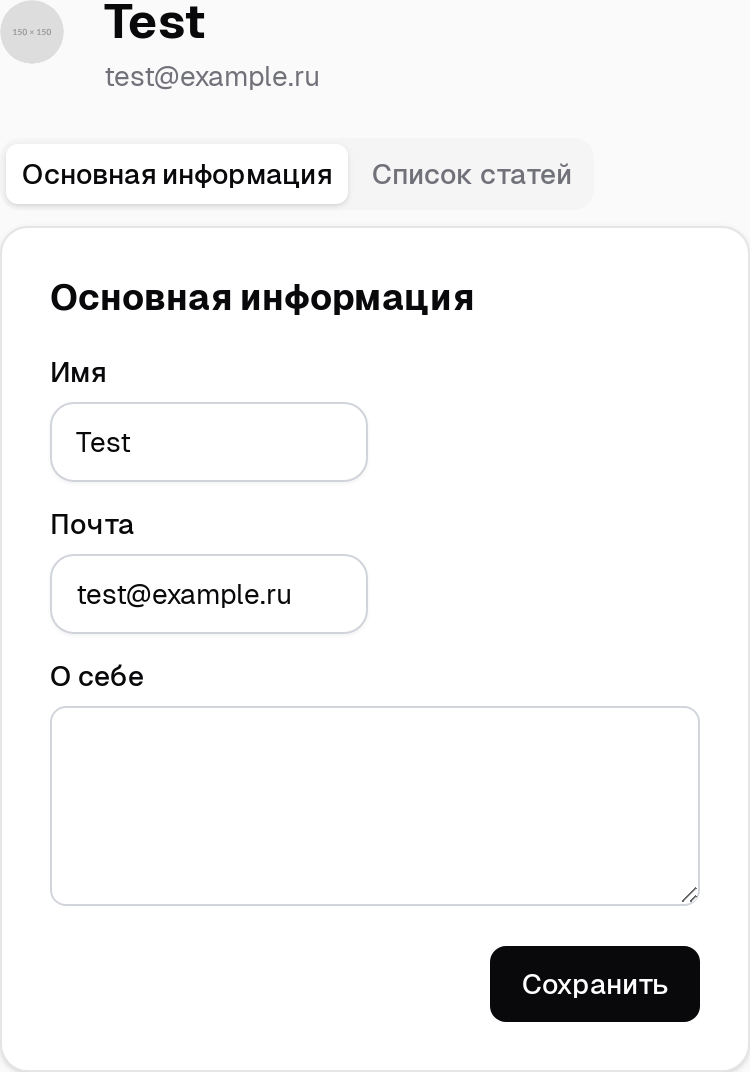 150 × 150
Test
test@example.ru
Основная информация
Список статей
Основная информация
Имя
Test
Почта
test@example.ru
О себе
Сохранить